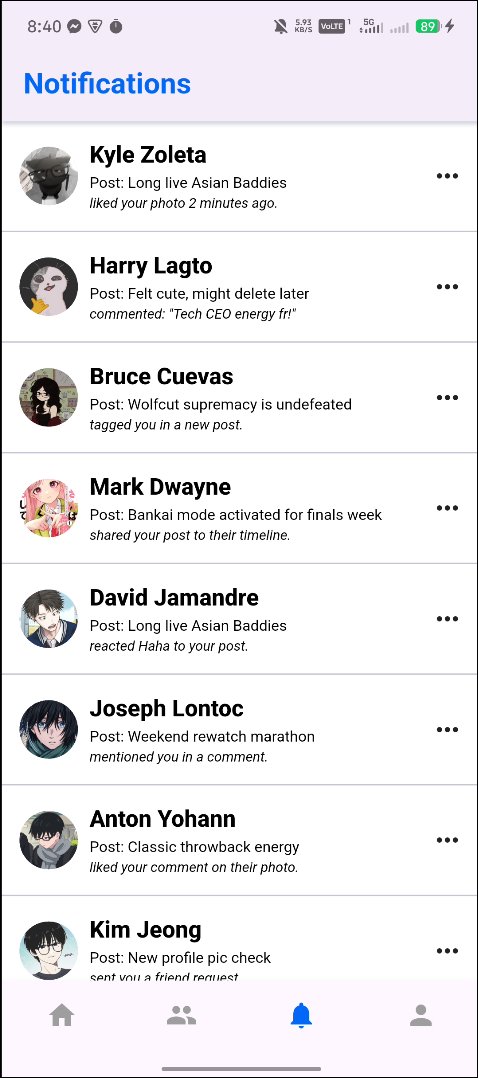 8:40
5.93
KB/S
VoLTE
1
5G
89
Notifications
Kyle Zoleta
Post: Long live Asian Baddies
liked your photo 2 minutes ago.
Harry Lagto
Post: Felt cute, might delete later
commented: "Tech CEO energy fr!"
Bruce Cuevas
Post: Wolfcut supremacy is undefeated
tagged you in a new post.
Mark Dwayne
Post: Bankai mode activated for finals week
shared your post to their timeline.
David Jamandre
Post: Long live Asian Baddies
reacted Haha to your post.
Joseph Lontoc
Post: Weekend rewatch marathon
mentioned you in a comment.
Anton Yohann
Post: Classic throwback energy
liked your comment on their photo.
Kim Jeong
Post: New profile pic check
sent you a friend request